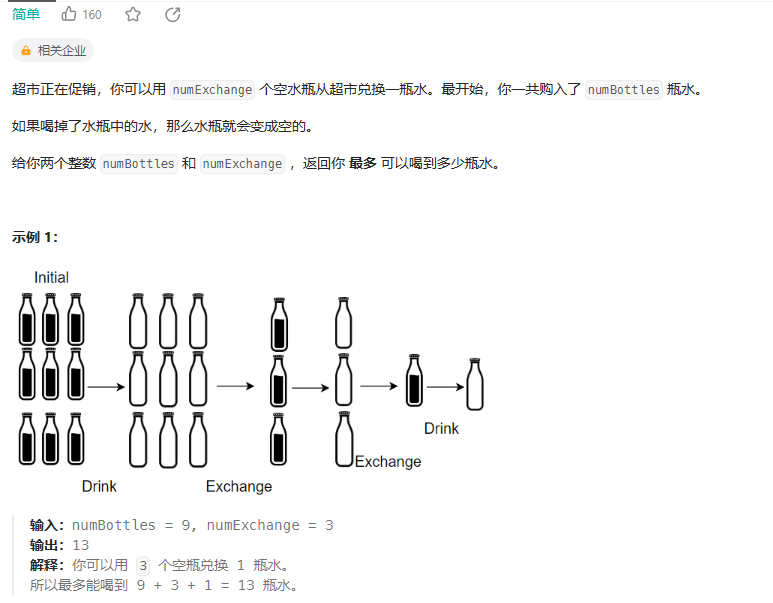 简单 160
相关企业
超市正在促销，你可以用 numExchange 个空水瓶从超市兑换一瓶水。最开始，你一共购入了 numBottles 瓶水。
如果喝掉了水瓶中的水，那么水瓶就会变成空的。
给你两个整数 numBottles 和 numExchange ，返回你 最多 可以喝到多少瓶水。
示例 1：
Initial
Drink
Exchange
Exchange
Drink
输入：numBottles = 9, numExchange = 3
输出：13
解释：你可以用 3 个空瓶兑换 1 瓶水。
所以最多能喝到 9 + 3 + 1 = 13 瓶水。